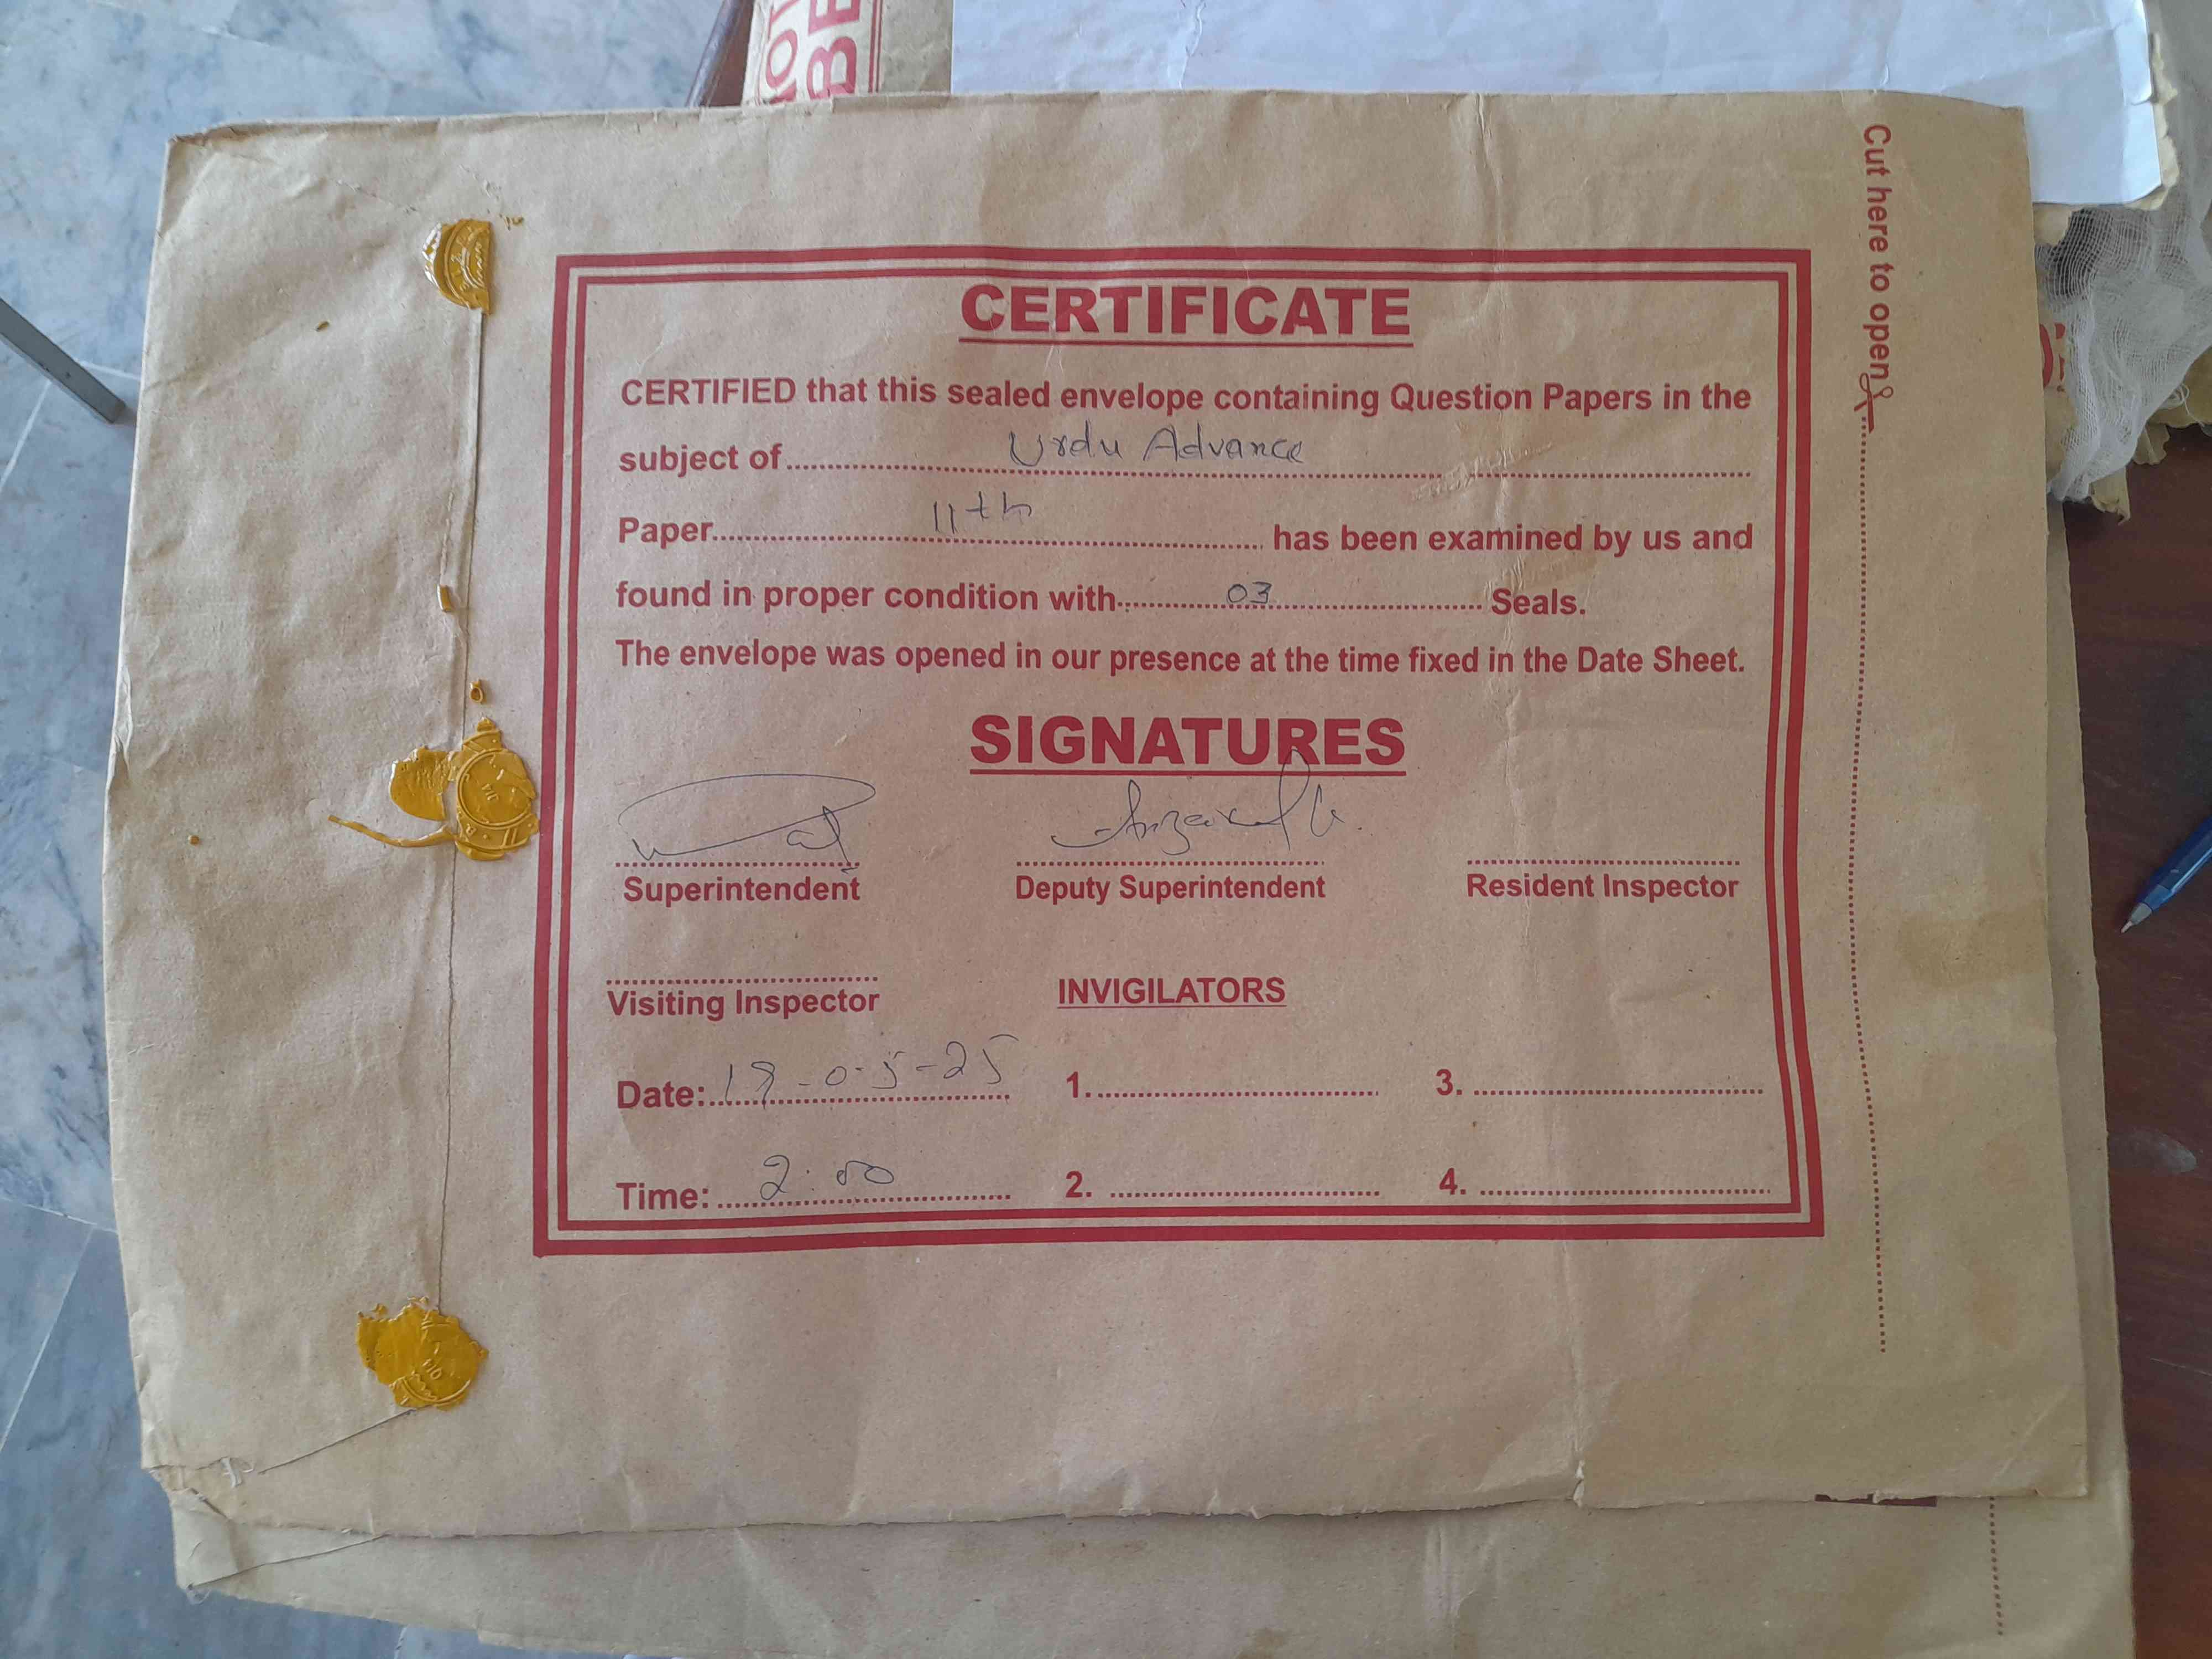 CERTIFICATE
CERTIFIED that this sealed envelope containing Question Papers in the
subject of Urdu Advance
Paper 11th has been examined by us and
found in proper condition with 03 Seals.
The envelope was opened in our presence at the time fixed in the Date Sheet.
SIGNATURES
Superintendent Deputy Superintendent Resident Inspector
Visiting Inspector INVIGILATORS
Date: -05-25 1. 3.
Time: 2:00 2. 4.
Cut here to open
BE